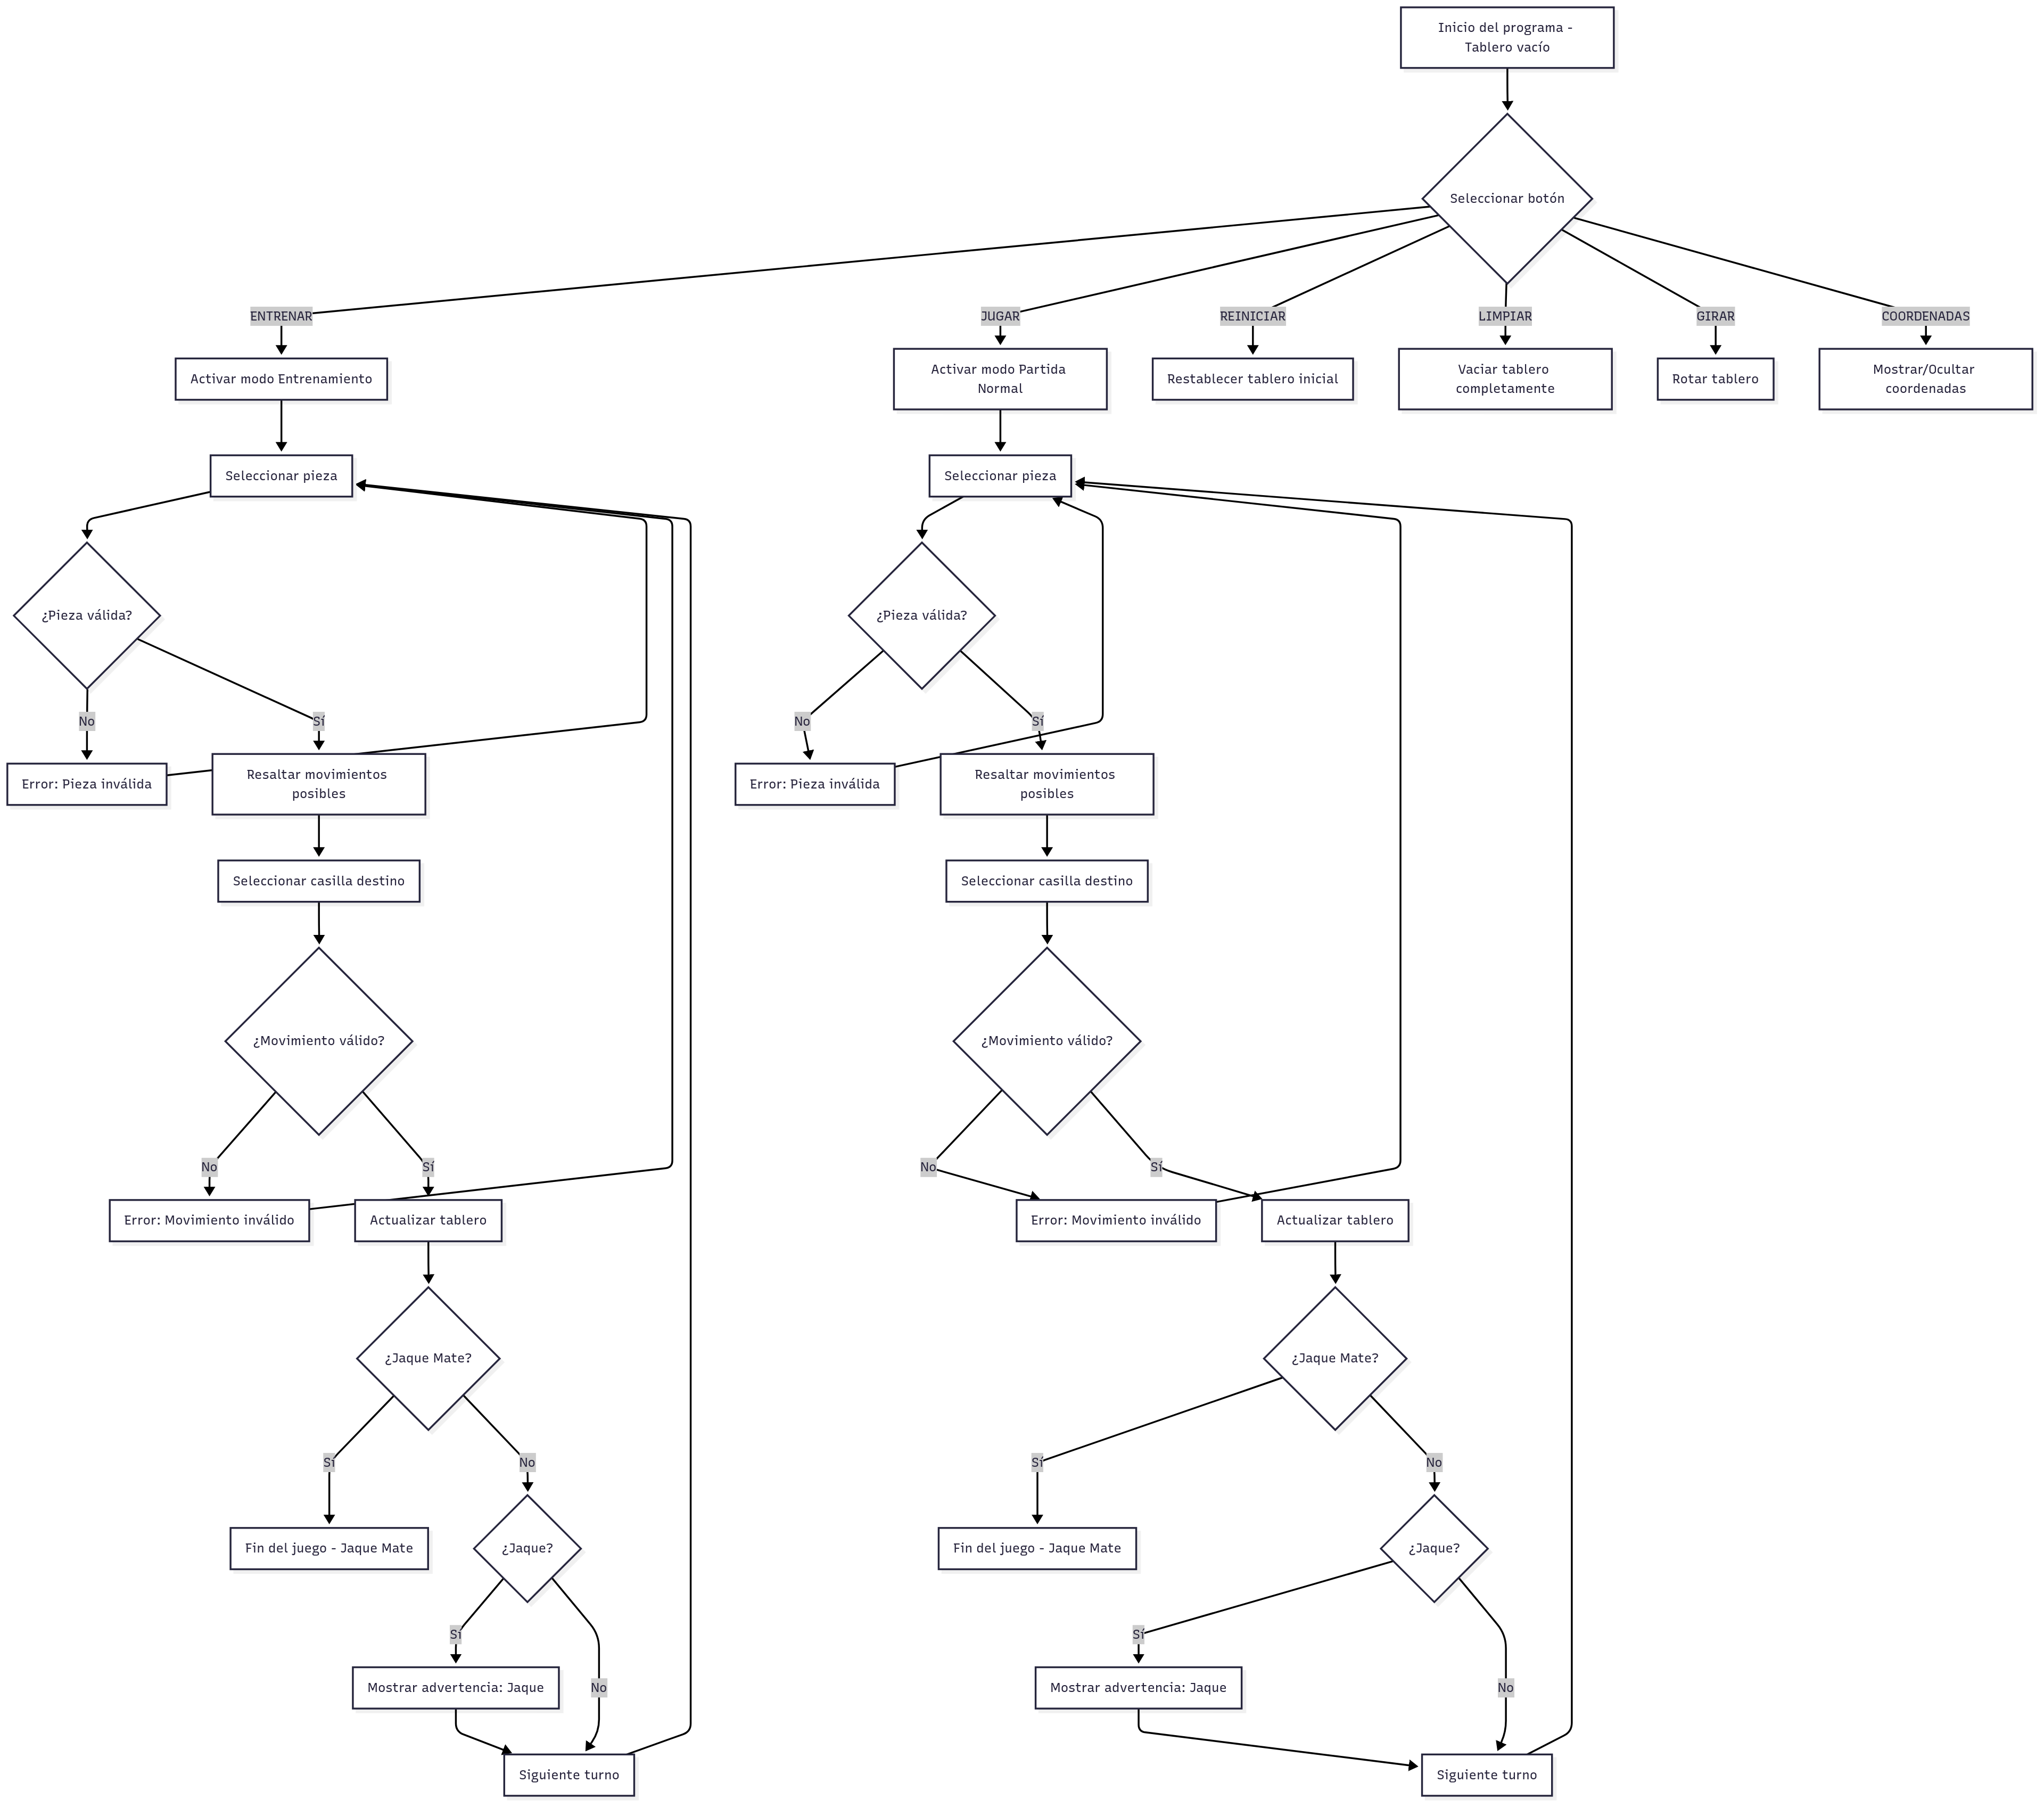 Inicio del programa -
Tablero vacío
Seleccionar botón
ENTRENAR
JUGAR
REINICIAR
LIMPIAR
GIRAR
COORDENADAS
Activar modo Entrenamiento
Activar modo Partida
Normal
Restablecer tablero inicial
Vaciar tablero
completamente
Rotar tablero
Mostrar/Ocultar
coordenadas
Seleccionar pieza
Seleccionar pieza
¿Pieza válida?
¿Pieza válida?
No
Sí
No
Sí
Error: Pieza inválida
Resaltar movimientos
posibles
Error: Pieza inválida
Resaltar movimientos
posibles
Seleccionar casilla destino
Seleccionar casilla destino
¿Movimiento válido?
¿Movimiento válido?
No
Sí
No
Sí
Error: Movimiento inválido
Actualizar tablero
Error: Movimiento inválido
Actualizar tablero
¿Jaque Mate?
¿Jaque Mate?
Sí
No
Sí
No
Fin del juego - Jaque Mate
¿Jaque?
Fin del juego - Jaque Mate
¿Jaque?
Sí
Sí
Mostrar advertencia: Jaque
No
Mostrar advertencia: Jaque
No
Siguiente turno
Siguiente turno